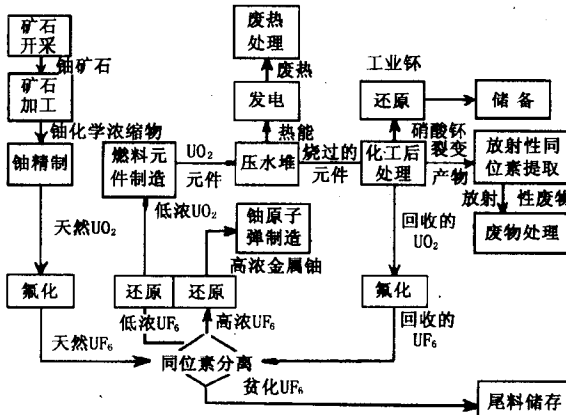 矿石
开采
铀矿石
矿石
加工
铀化学浓缩物
铀精制
天然UO₂
氟化
天然UF₆
废热
处理
废热
发电
热能
燃料元
件制造
UO₂
元件
压水堆
烧过的
元件
低浓UO₂
铀原子
弹制造
高浓金属铀
还原
还原
低浓UF₆
高浓UF₆
同位素分离
贫化UF₆
工业钚
还原
储备
硝酸钚
化工后
处理
裂变
产物
放射性同
位素提取
放射
性废物
废物处理
回收的
UO₂
氟化
回收的
UF₆
尾料储存